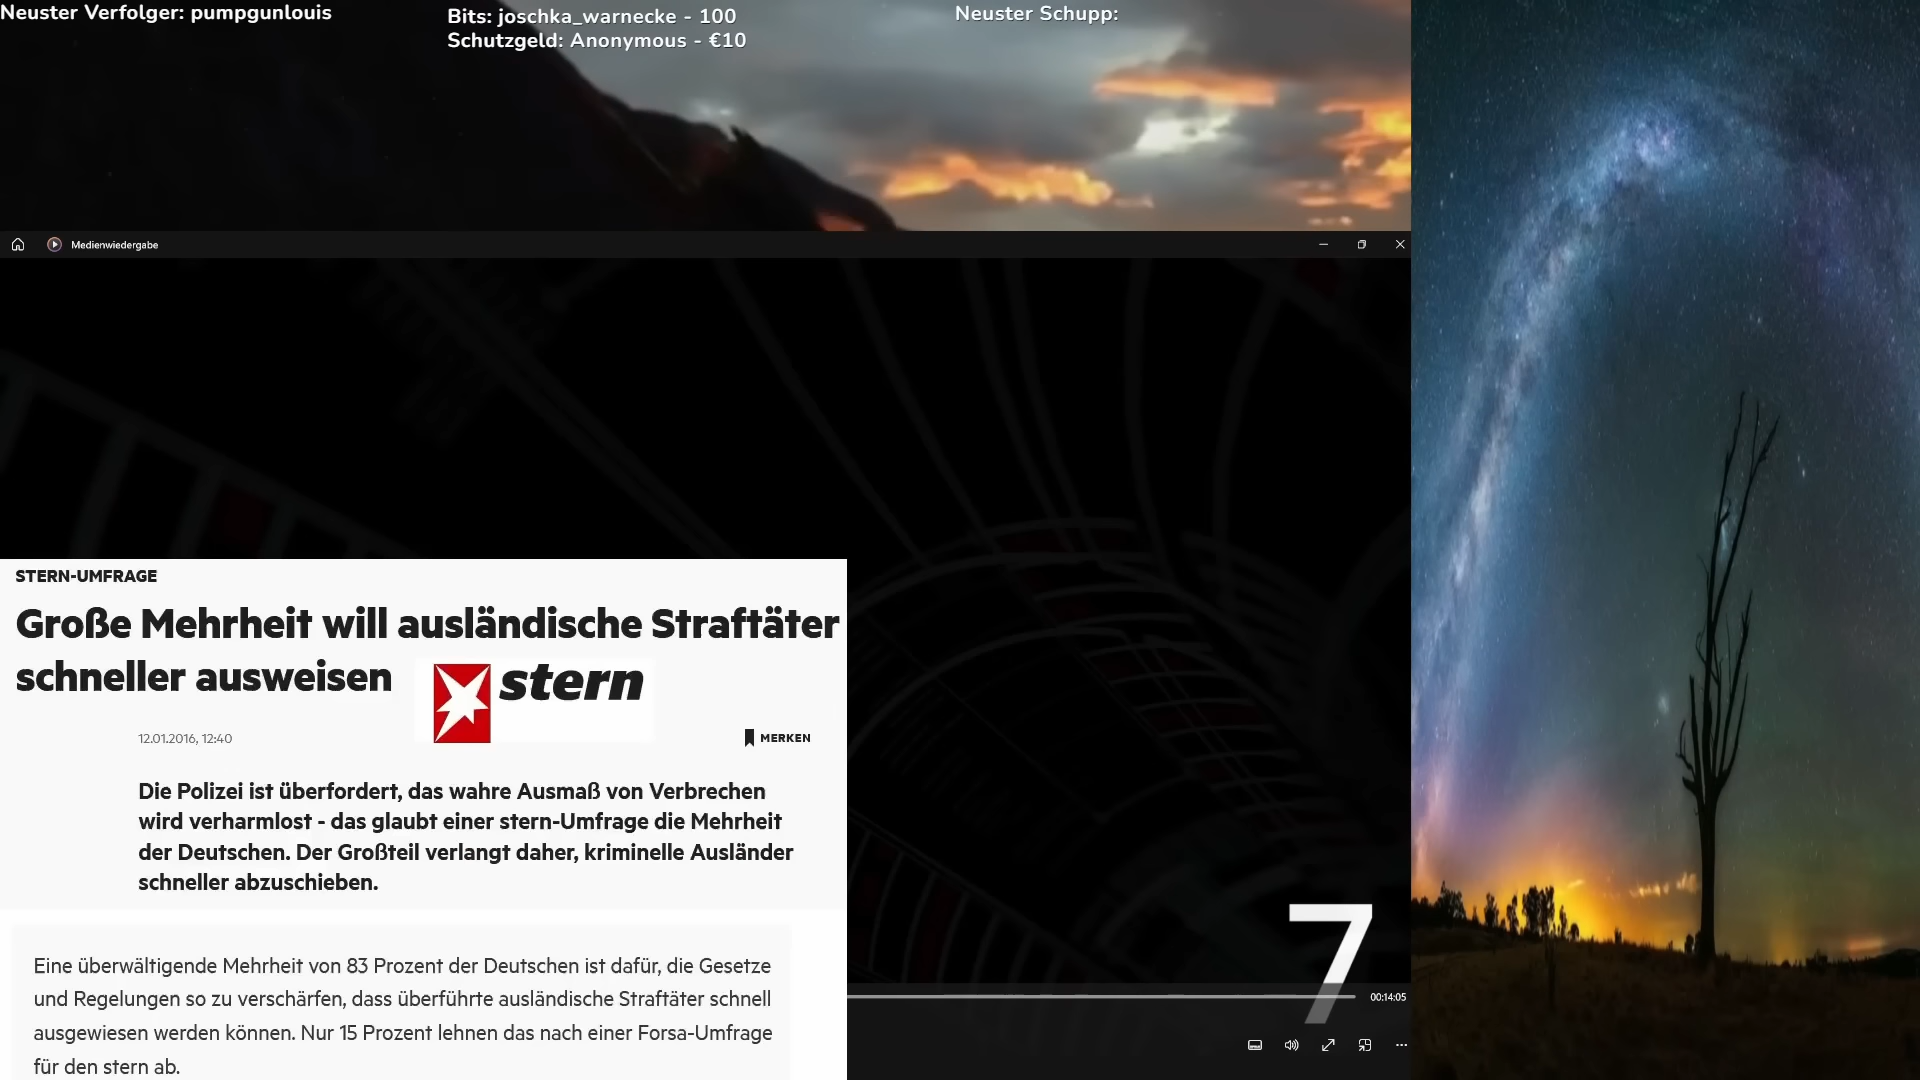 Neuster Verfolger: pumpgunlouis
Bits: joschka_warnecke - 100
Schutzgeld: Anonymous - €10
Neuster Schupp:
Medienwiedergabe
STERN-UMFRAGE
Große Mehrheit will ausländische Straftäter
schneller ausweisen
stern
12.01.2016, 12:40
MERKEN
Die Polizei ist überfordert, das wahre Ausmaß von Verbrechen
wird verharmlost - das glaubt einer stern-Umfrage die Mehrheit
der Deutschen. Der Großteil verlangt daher, kriminelle Ausländer
schneller abzuschieben.
Eine überwältigende Mehrheit von 83 Prozent der Deutschen ist dafür, die Gesetze
und Regelungen so zu verschärfen, dass überführte ausländische Straftäter schnell
ausgewiesen werden können. Nur 15 Prozent lehnen das nach einer Forsa-Umfrage
für den stern ab.
7
00:14:05